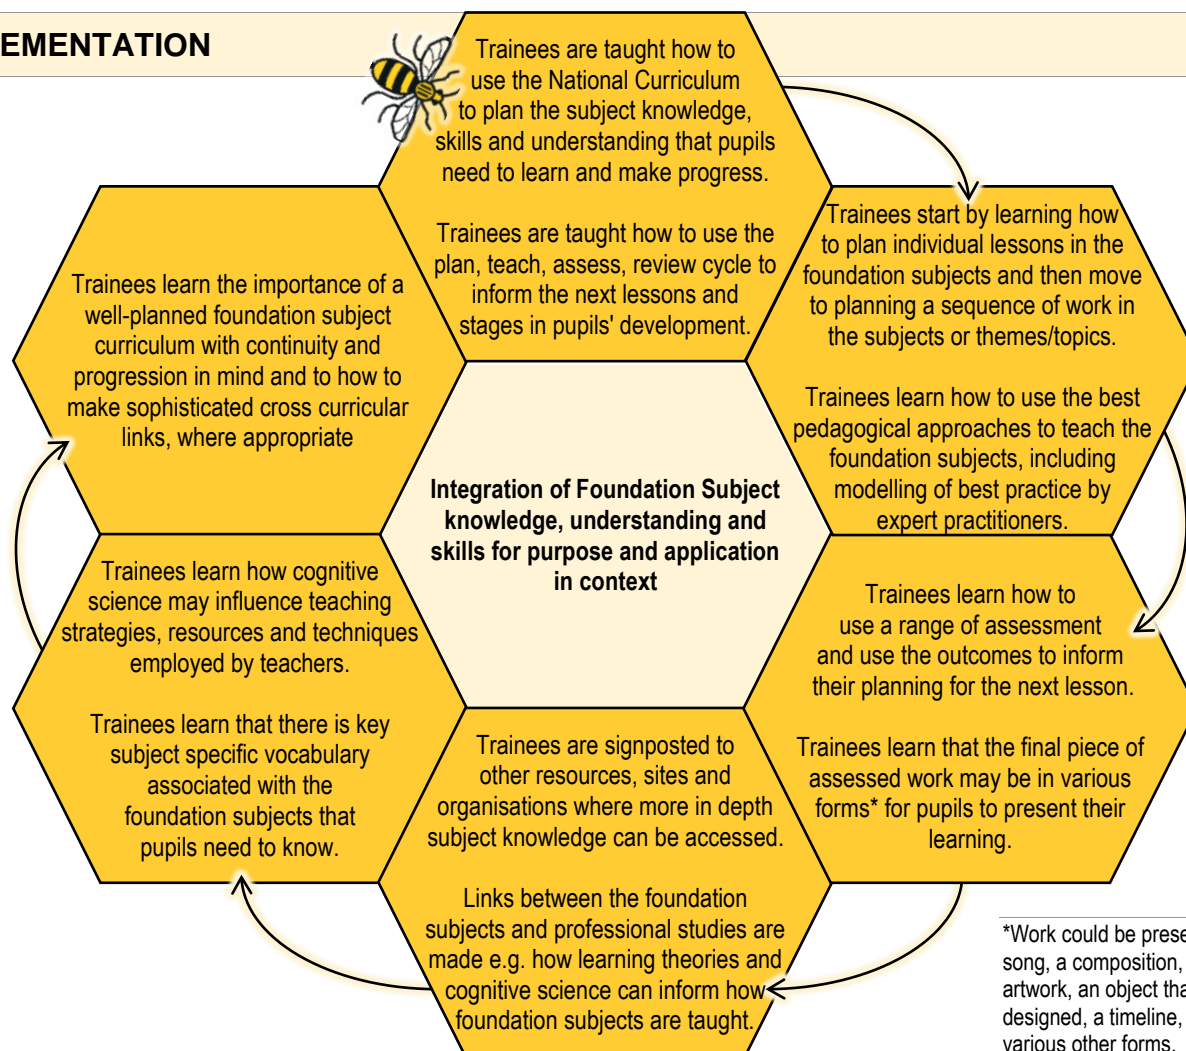 EMENTATION
Trainees are taught how to
use the National Curriculum
to plan the subject knowledge,
skills and understanding that pupils
need to learn and make progress.
Trainees are taught how to use the
plan, teach, assess, review cycle to
inform the next lessons and
stages in pupils' development.
Trainees start by learning how
to plan individual lessons in the
foundation subjects and then move
to planning a sequence of work in
the subjects or themes/topics.
Trainees learn how to use the best
pedagogical approaches to teach the
foundation subjects, including
modelling of best practice by
expert practitioners.
Trainees learn how to
use a range of assessment
and use the outcomes to inform
their planning for the next lesson.
Trainees learn that the final piece of
assessed work may be in various
forms* for pupils to present their
learning.
Trainees are signposted to
other resources, sites and
organisations where more in depth
subject knowledge can be accessed.
Links between the foundation
subjects and professional studies are
made e.g. how learning theories and
cognitive science can inform how
foundation subjects are taught.
Trainees learn how cognitive
science may influence teaching
strategies, resources and techniques
employed by teachers.
Trainees learn that there is key
subject specific vocabulary
associated with the
foundation subjects that
pupils need to know.
Trainees learn the importance of a
well-planned foundation subject
curriculum with continuity and
progression in mind and to how to
make sophisticated cross curricular
links, where appropriate
Integration of Foundation Subject
knowledge, understanding and
skills for purpose and application
in context
*Work could be prese
song, a composition,
artwork, an object tha
designed, a timeline,
various other forms.